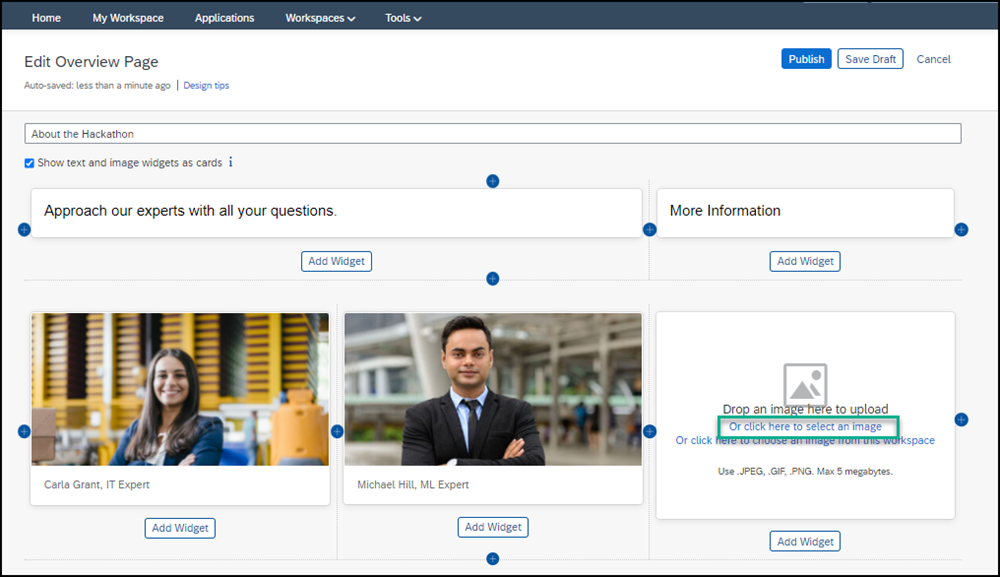 Home My Workspace Applications Workspaces Tools
Edit Overview Page
Publish Save Draft Cancel
Auto-saved: less than a minute ago | Design tips
About the Hackathon
Show text and image widgets as cards i
Approach our experts with all your questions.
More Information
Add Widget Add Widget
Drop an image here to upload
Or click here to select an image
Or click here to choose an image from this workspace
Use .JPEG, .GIF, .PNG. Max 5 megabytes.
Carla Grant, IT Expert
Michael Hill, ML Expert
Add Widget Add Widget Add Widget